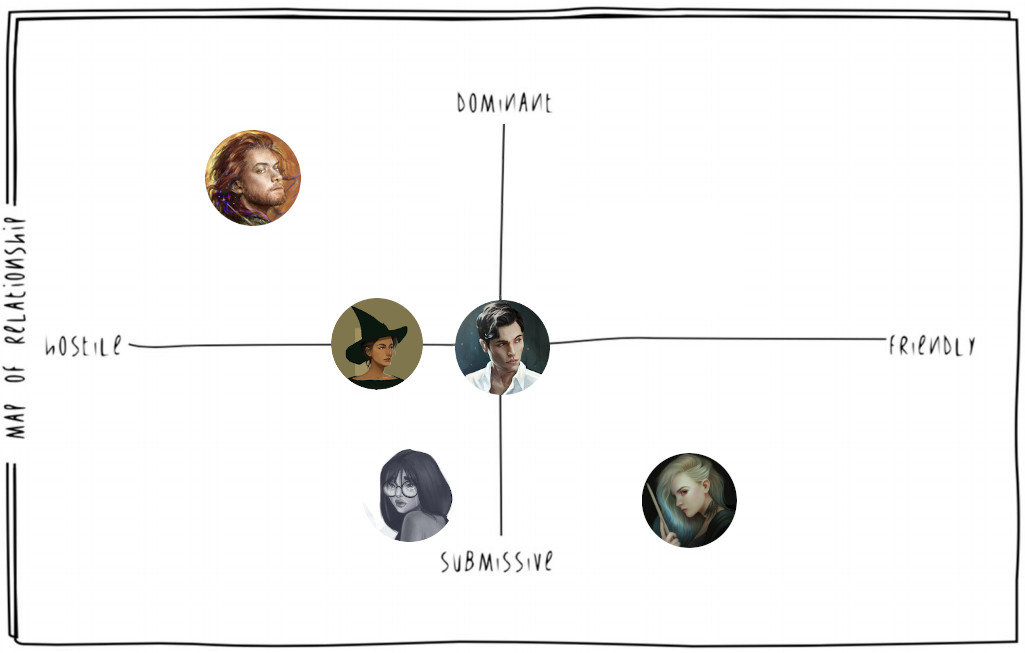 DOMINANT
MAP OF RELATIONSHIP
HOSTILE
FRIENDLY
SUBMISSIVE